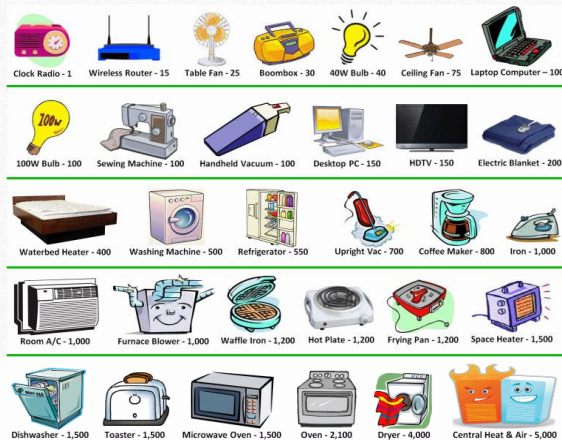 Clock Radio - 1
Wireless Router - 15
Table Fan - 25
Boombox - 30
40W Bulb - 40
Ceiling Fan - 75
Laptop Computer – 100
100w
100W Bulb - 100
Sewing Machine - 100
Handheld Vacuum - 100
Desktop PC - 150
HDTV - 150
Electric Blanket - 200
Waterbed Heater - 400
Washing Machine - 500
Refrigerator - 550
Upright Vac - 700
Coffee Maker - 800
Iron - 1,000
Room A/C - 1,000
Furnace Blower - 1,000
Waffle Iron - 1,200
Hot Plate - 1,200
Frying Pan - 1,200
Space Heater - 1,500
Dishwasher - 1,500
Toaster - 1,500
Microwave Oven - 1,500
Oven - 2,100
Dryer - 4,000
Central Heat & Air - 5,000